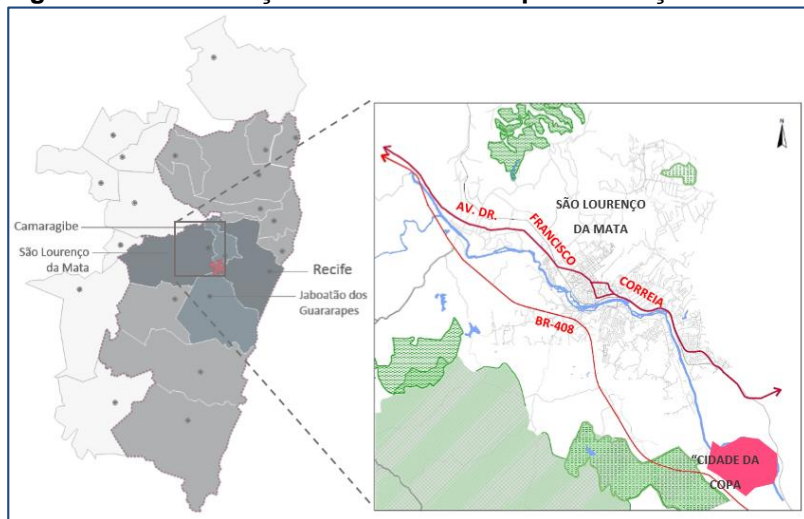 Camaragibe
São Lourenço
da Mata
Recife
Jaboatão dos
Guararapes
N
SÃO LOURENÇO
DA MATA
AV. DR.
FRANCISCO
CORREIA
BR-408
"CIDADE DA
COPA